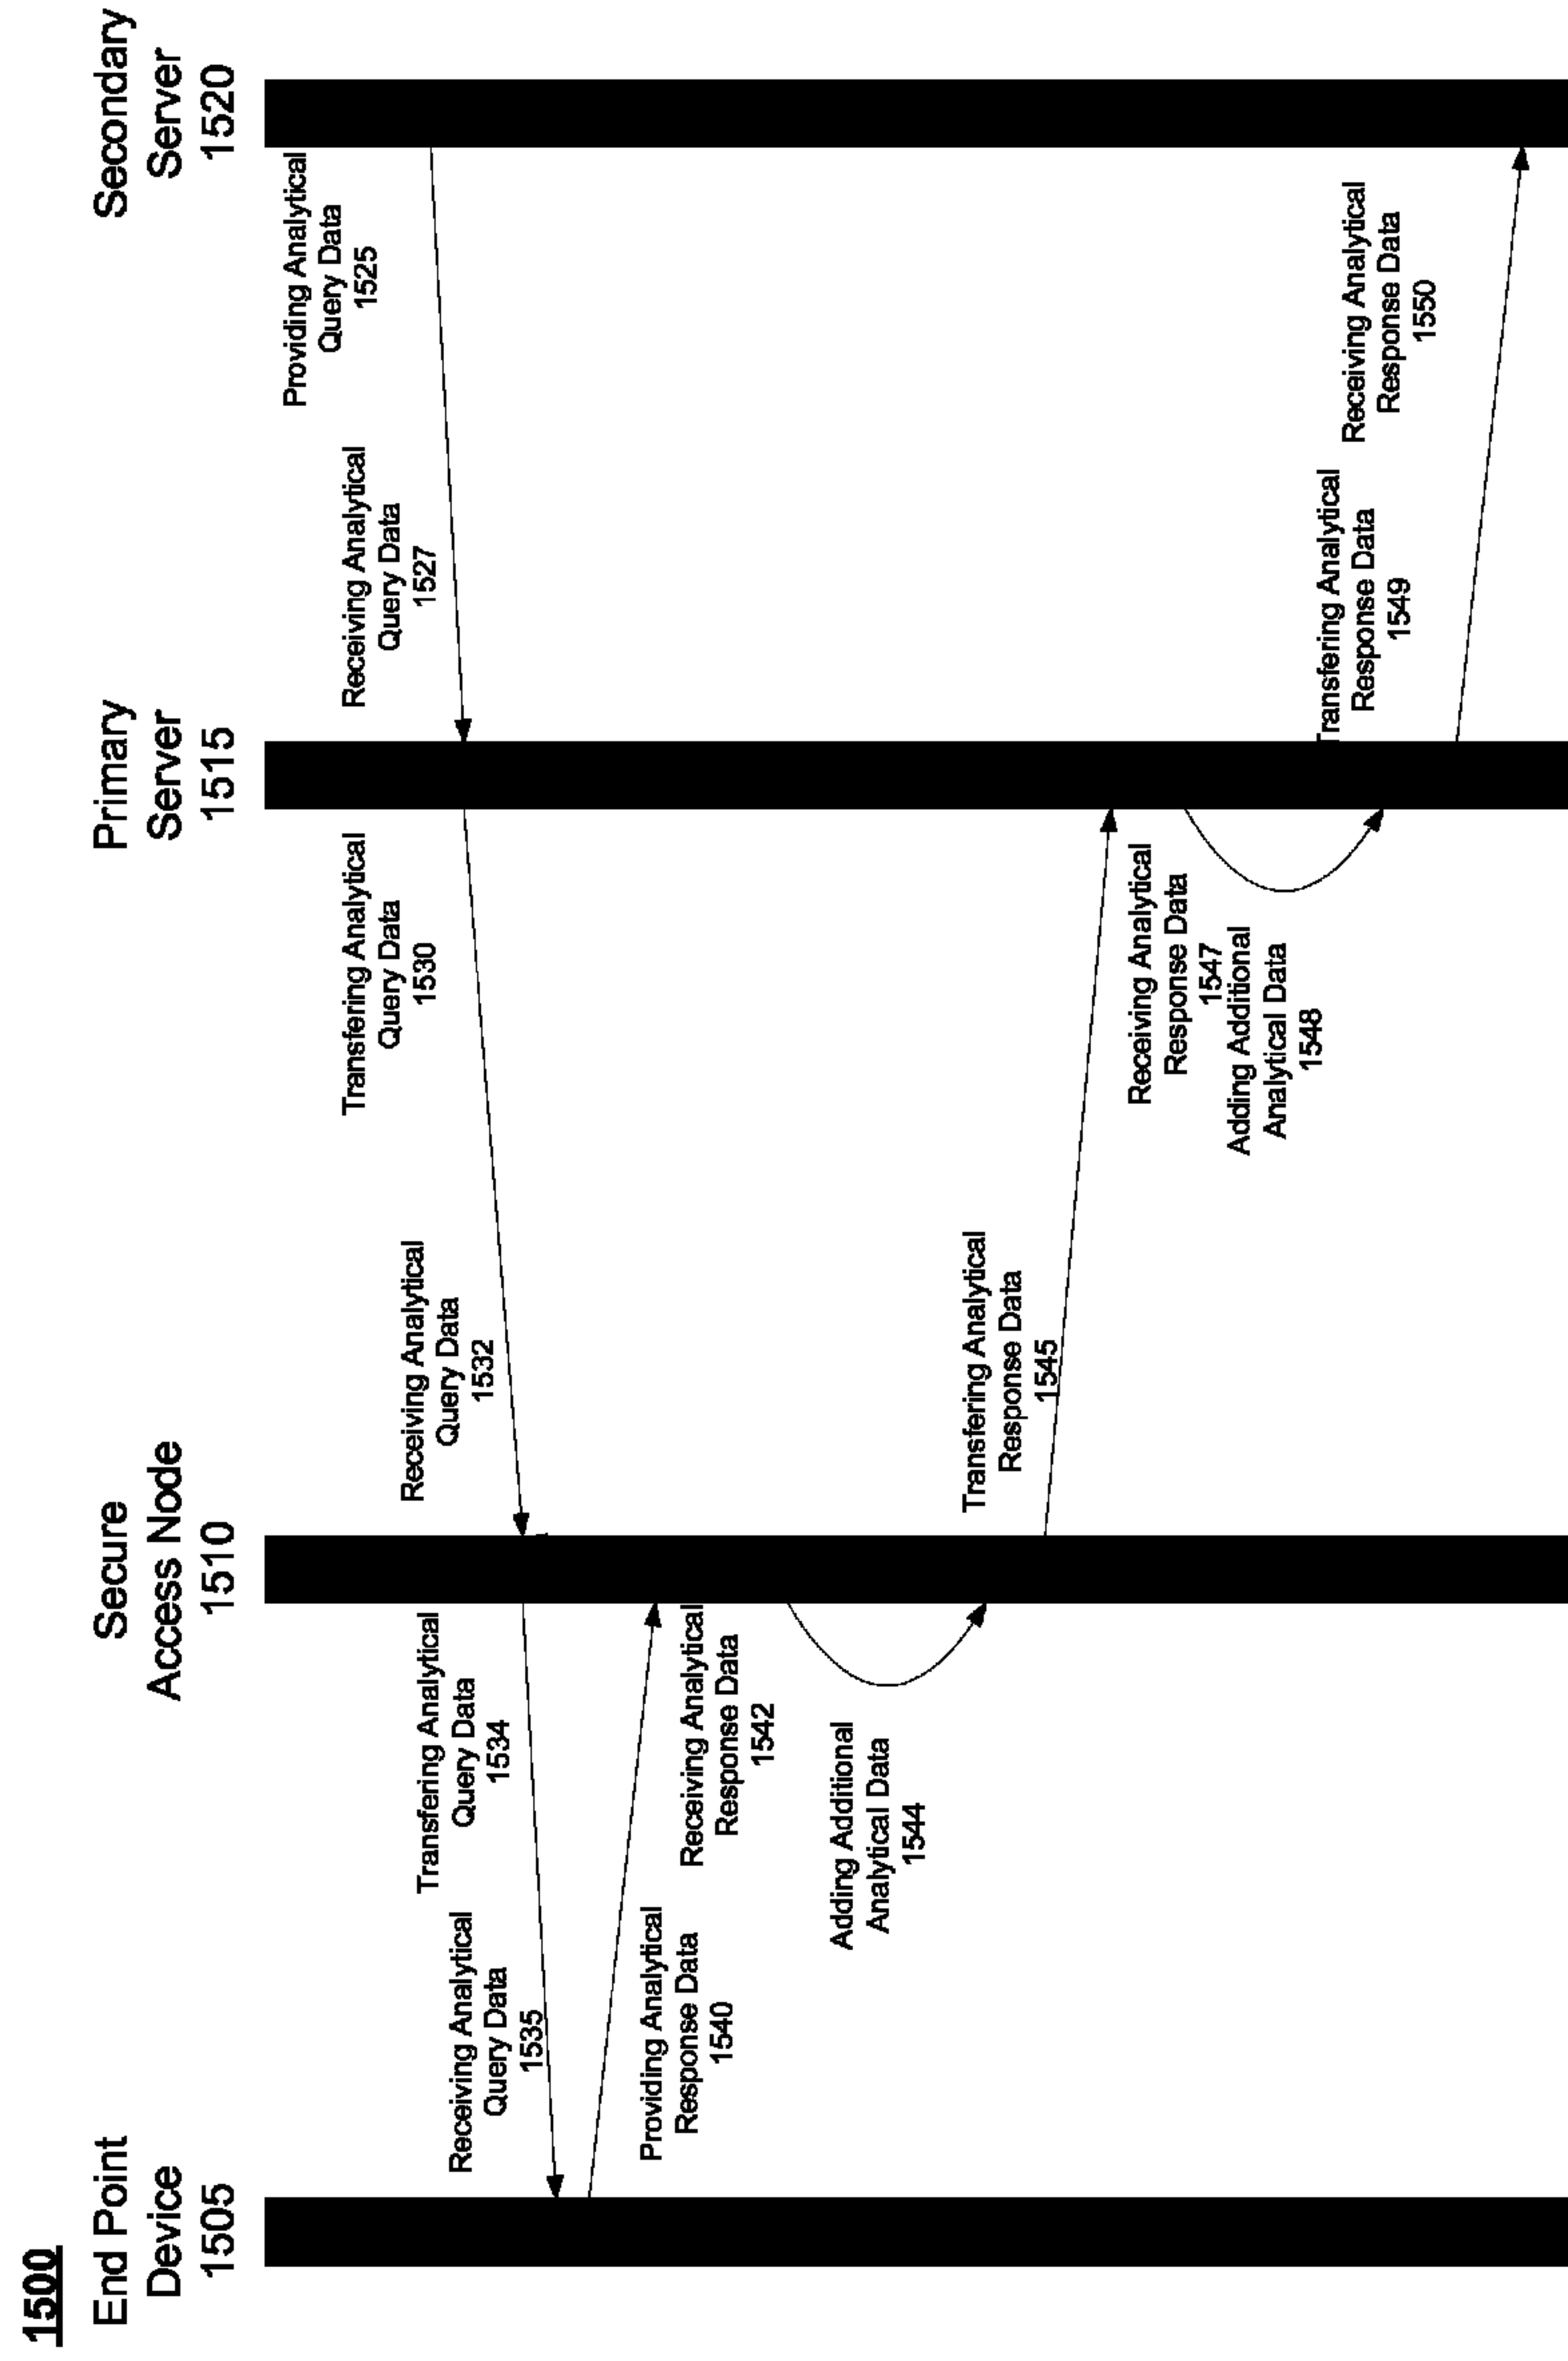 1500
End Point
Device
1505
Secure
Access Node
1510
Primary
Server
1515
Secondary
Server
1520
Providing Analytical
Query Data
1525
Receiving Analytical
Query Data
1527
Transfering Analytical
Query Data
1530
Receiving Analytical
Query Data
1532
Transfering Analytical
Query Data
1534
Receiving Analytical
Query Data
1535
Providing Analytical
Response Data
1540
Receiving Analytical
Response Data
1542
Adding Additional
Analytical Data
1544
Transfering Analytical
Response Data
1545
Receiving Analytical
Response Data
1547
Adding Additional
Analytical Data
1548
Transfering Analytical
Response Data
1549
Receiving Analytical
Response Data
1550